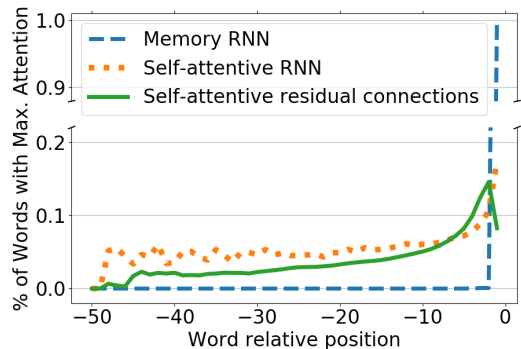 % of Words with Max. Attention
1.0
0.9
0.2
0.1
0.0
Memory RNN
Self-attentive RNN
Self-attentive residual connections
−50
−40
−30
−20
−10
0
Word relative position